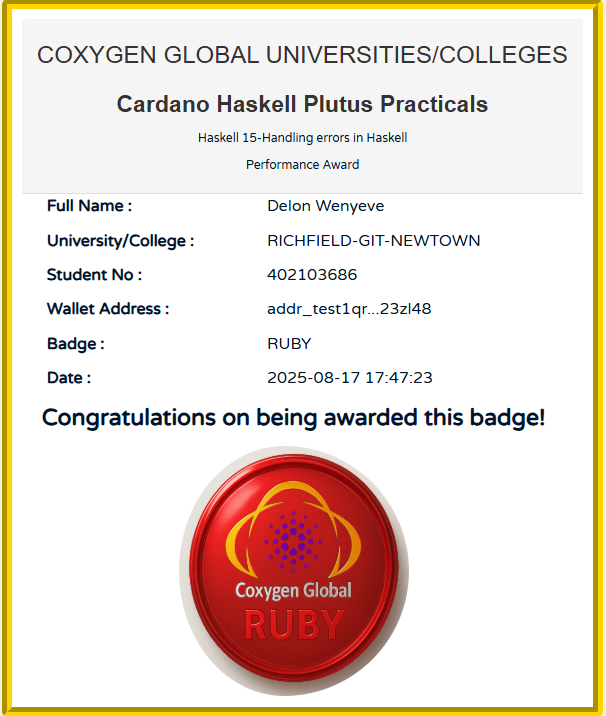 COXYGEN GLOBAL UNIVERSITIES/COLLEGES
Cardano Haskell Plutus Practicals
Haskell 15-Handling errors in Haskell
Performance Award
Full Name : Delon Wenyeve
University/College : RICHFIELD-GIT-NEWTOWN
Student No : 402103686
Wallet Address : addr_test1qr...23zl48
Badge : RUBY
Date : 2025-08-17 17:47:23
Congratulations on being awarded this badge!
Coxygen Global
RUBY